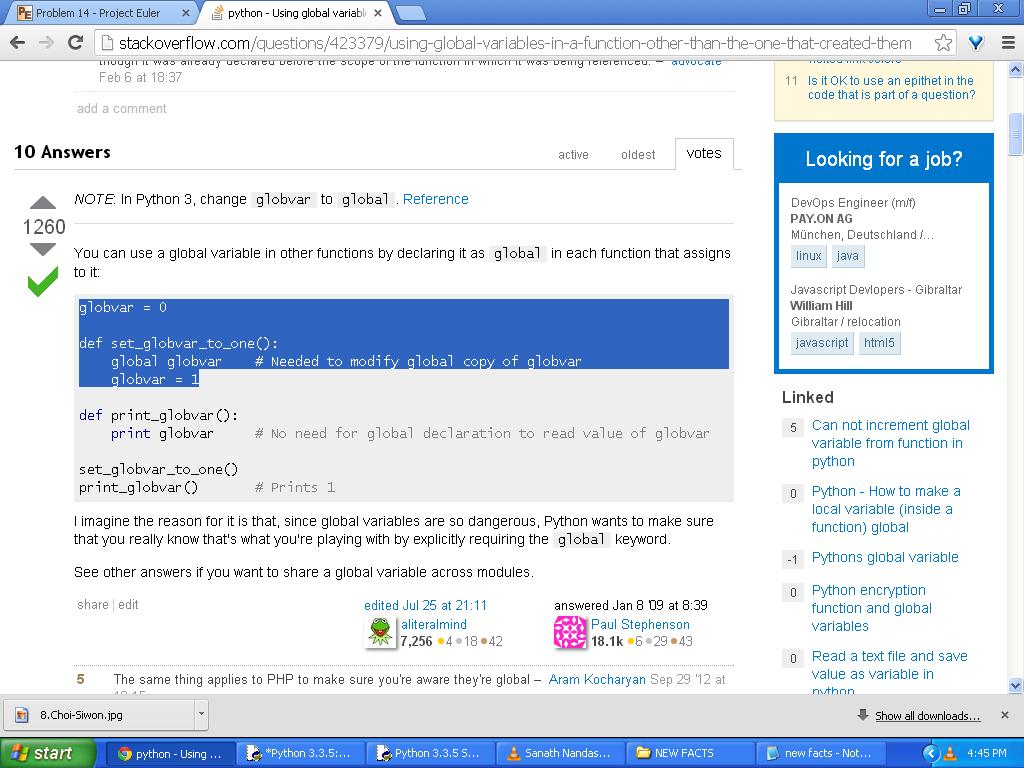 Problem 14 - Project Euler
python - Using global variabl
stackoverflow.com/questions/423379/using-global-variables-in-a-function-other-than-the-one-that-created-them
though it was already declared before the scope of the function in which it was being referenced. – advocate
Feb 6 at 18:37
add a comment
10 Answers
active oldest votes
1260
NOTE: In Python 3, change globvar to global . Reference
You can use a global variable in other functions by declaring it as global in each function that assigns
to it:
globvar = 0
def set_globvar_to_one():
    global globvar    # Needed to modify global copy of globvar
    globvar = 1
def print_globvar():
    print globvar     # No need for global declaration to read value of globvar
set_globvar_to_one()
print_globvar()       # Prints 1
I imagine the reason for it is that, since global variables are so dangerous, Python wants to make sure
that you really know that's what you're playing with by explicitly requiring the global keyword.
See other answers if you want to share a global variable across modules.
share | edit
edited Jul 25 at 21:11
aliteralmind
7,256 4 18 42
answered Jan 8 '09 at 8:39
Paul Stephenson
18.1k 6 29 43
5 The same thing applies to PHP to make sure you're aware they're global – Aram Kocharyan Sep 29 '12 at
11 Is it OK to use an epithet in the
code that is part of a question?
Looking for a job?
DevOps Engineer (m/f)
PAY.ON AG
München, Deutschland /...
linux java
Javascript Devlopers - Gibraltar
William Hill
Gibraltar / relocation
javascript html5
Linked
5 Can not increment global
variable from function in
python
0 Python - How to make a
local variable (inside a
function) global
-1 Pythons global variable
0 Python encryption
function and global
variables
0 Read a text file and save
value as variable in
python
8.Choi-Siwon.jpg
Show all downloads...
start
python - Using ...
*Python 3.3.5:...
Python 3.3.5 S...
Sanath Nandas...
NEW FACTS
new facts - Not...
4:45 PM